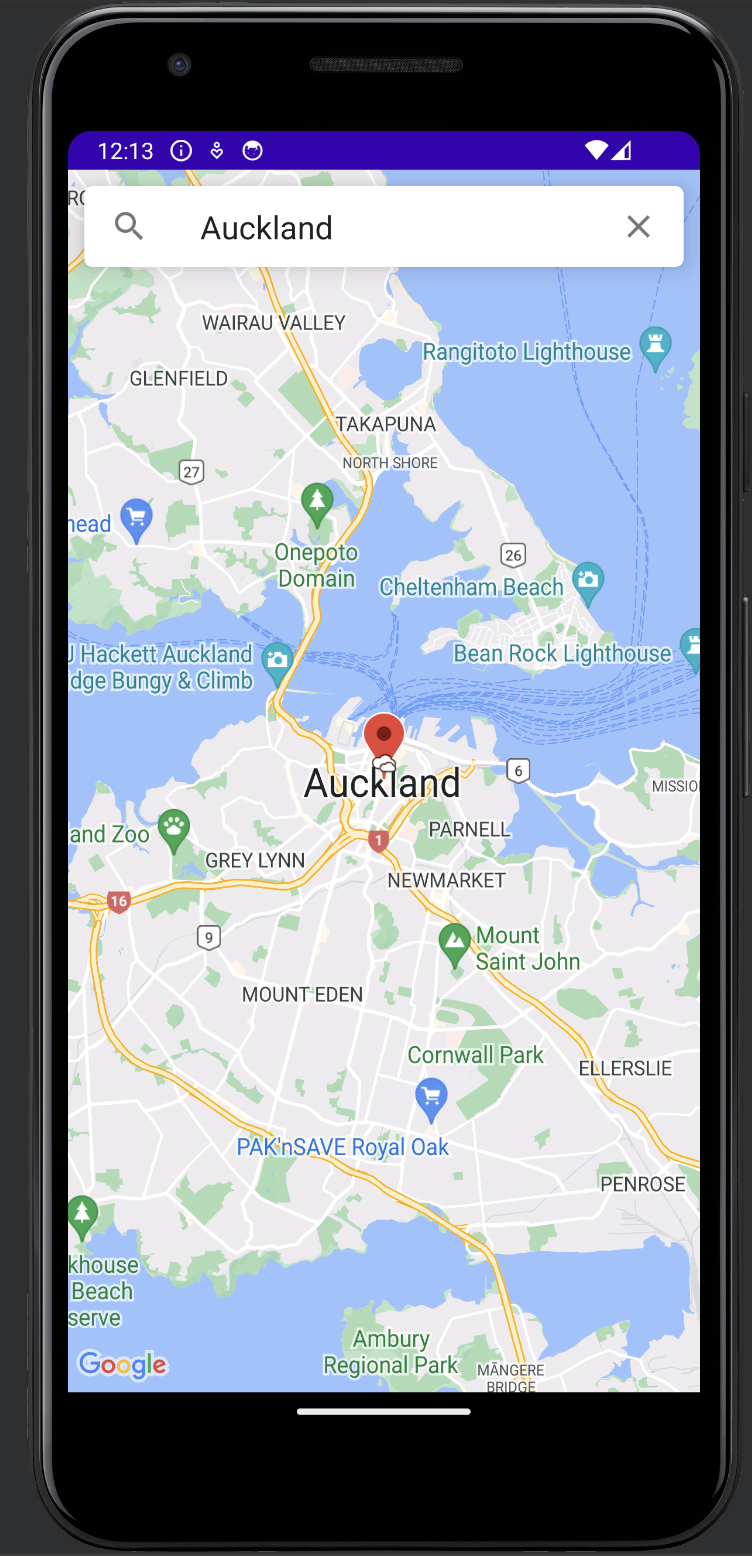 12:13
Auckland
WAIRAU VALLEY
Rangitoto Lighthouse
GLENFIELD
TAKAPUNA
NORTH SHORE
27
nead
Onepoto
Domain
26
Cheltenham Beach
J Hackett Auckland
dge Bungy & Climb
Bean Rock Lighthouse
6
Auckland
MISSIO
and Zoo
PARNELL
1
GREY LYNN
NEWMARKET
16
9
Mount
Saint John
MOUNT EDEN
Cornwall Park
ELLERSLIE
PAK'nSAVE Royal Oak
PENROSE
khouse
Beach
serve
Ambury
Regional Park
Google
MĀNGERE
BRIDGE